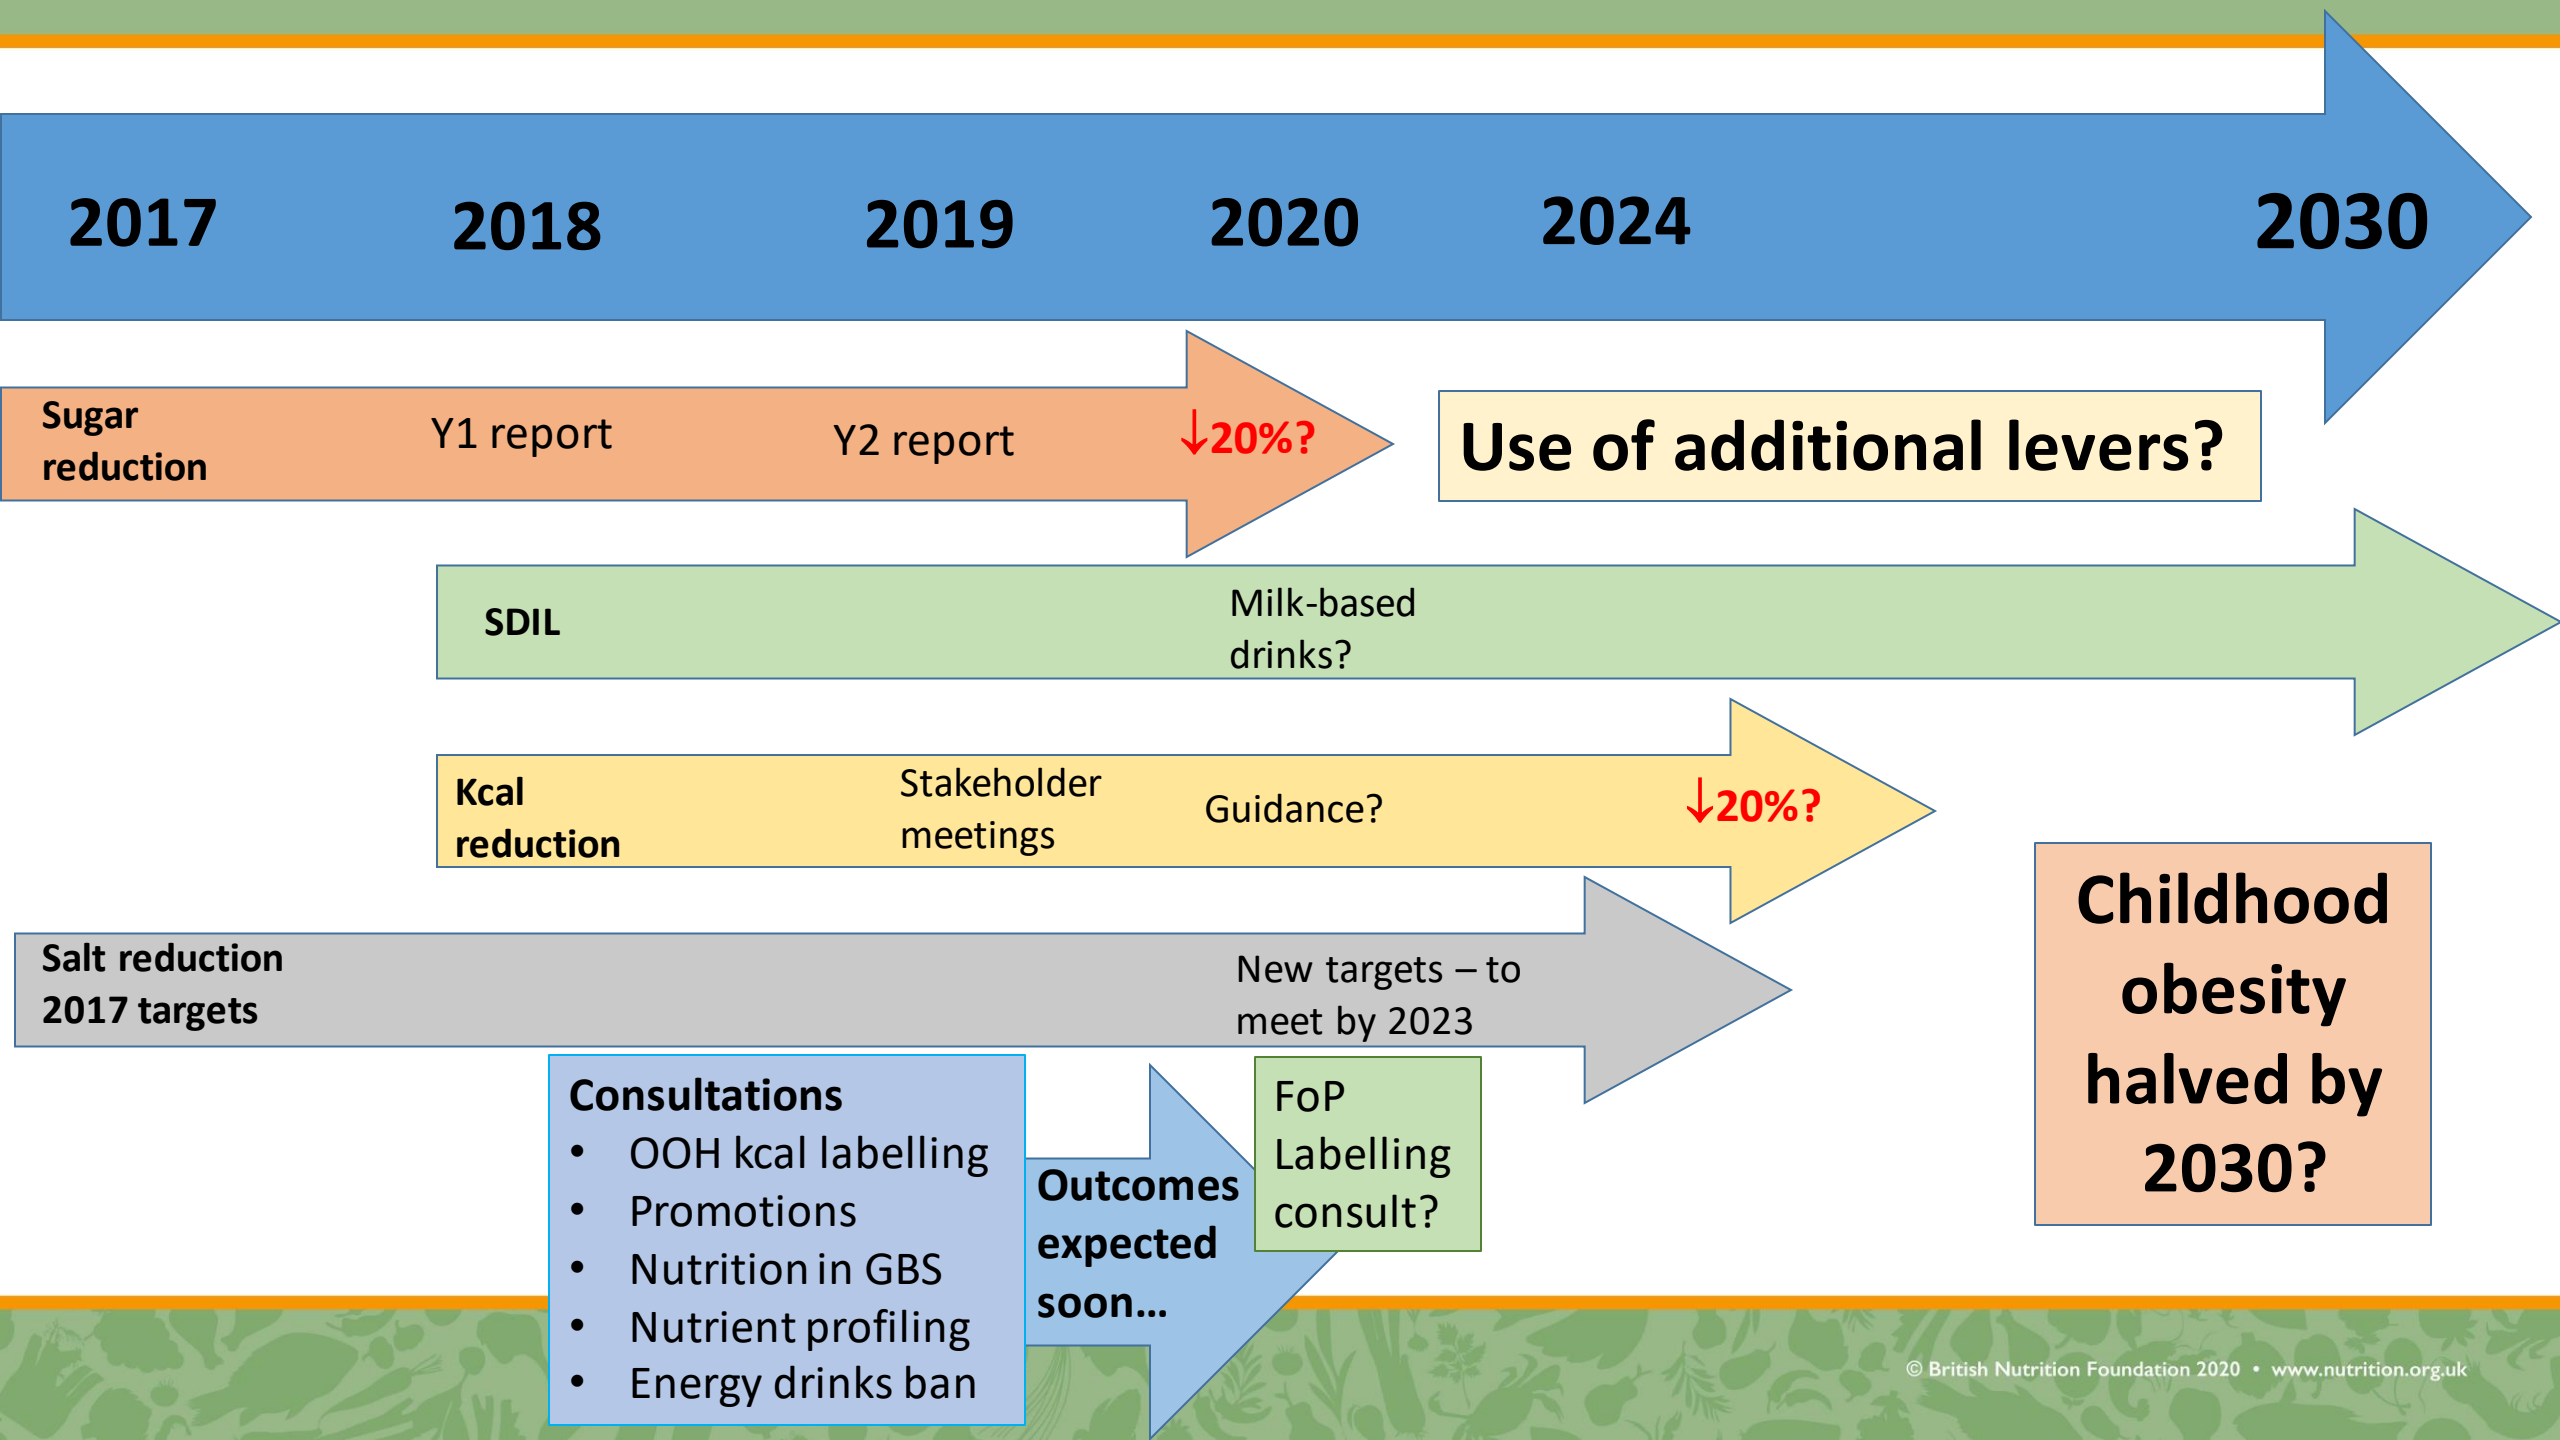 2017 2018 2019 2020 2024 2030
Sugar
reduction
Y1 report
Y2 report
↓20%?
Use of additional levers?
SDIL
Milk-based
drinks?
Kcal
reduction
Stakeholder
meetings
Guidance?
↓20%?
Salt reduction
2017 targets
New targets – to
meet by 2023
Childhood
obesity
halved by
2030?
Consultations
• OOH kcal labelling
• Promotions
• Nutrition in GBS
• Nutrient profiling
• Energy drinks ban
Outcomes
expected
soon...
FoP
Labelling
consult?
© British Nutrition Foundation 2020 • www.nutrition.org.uk